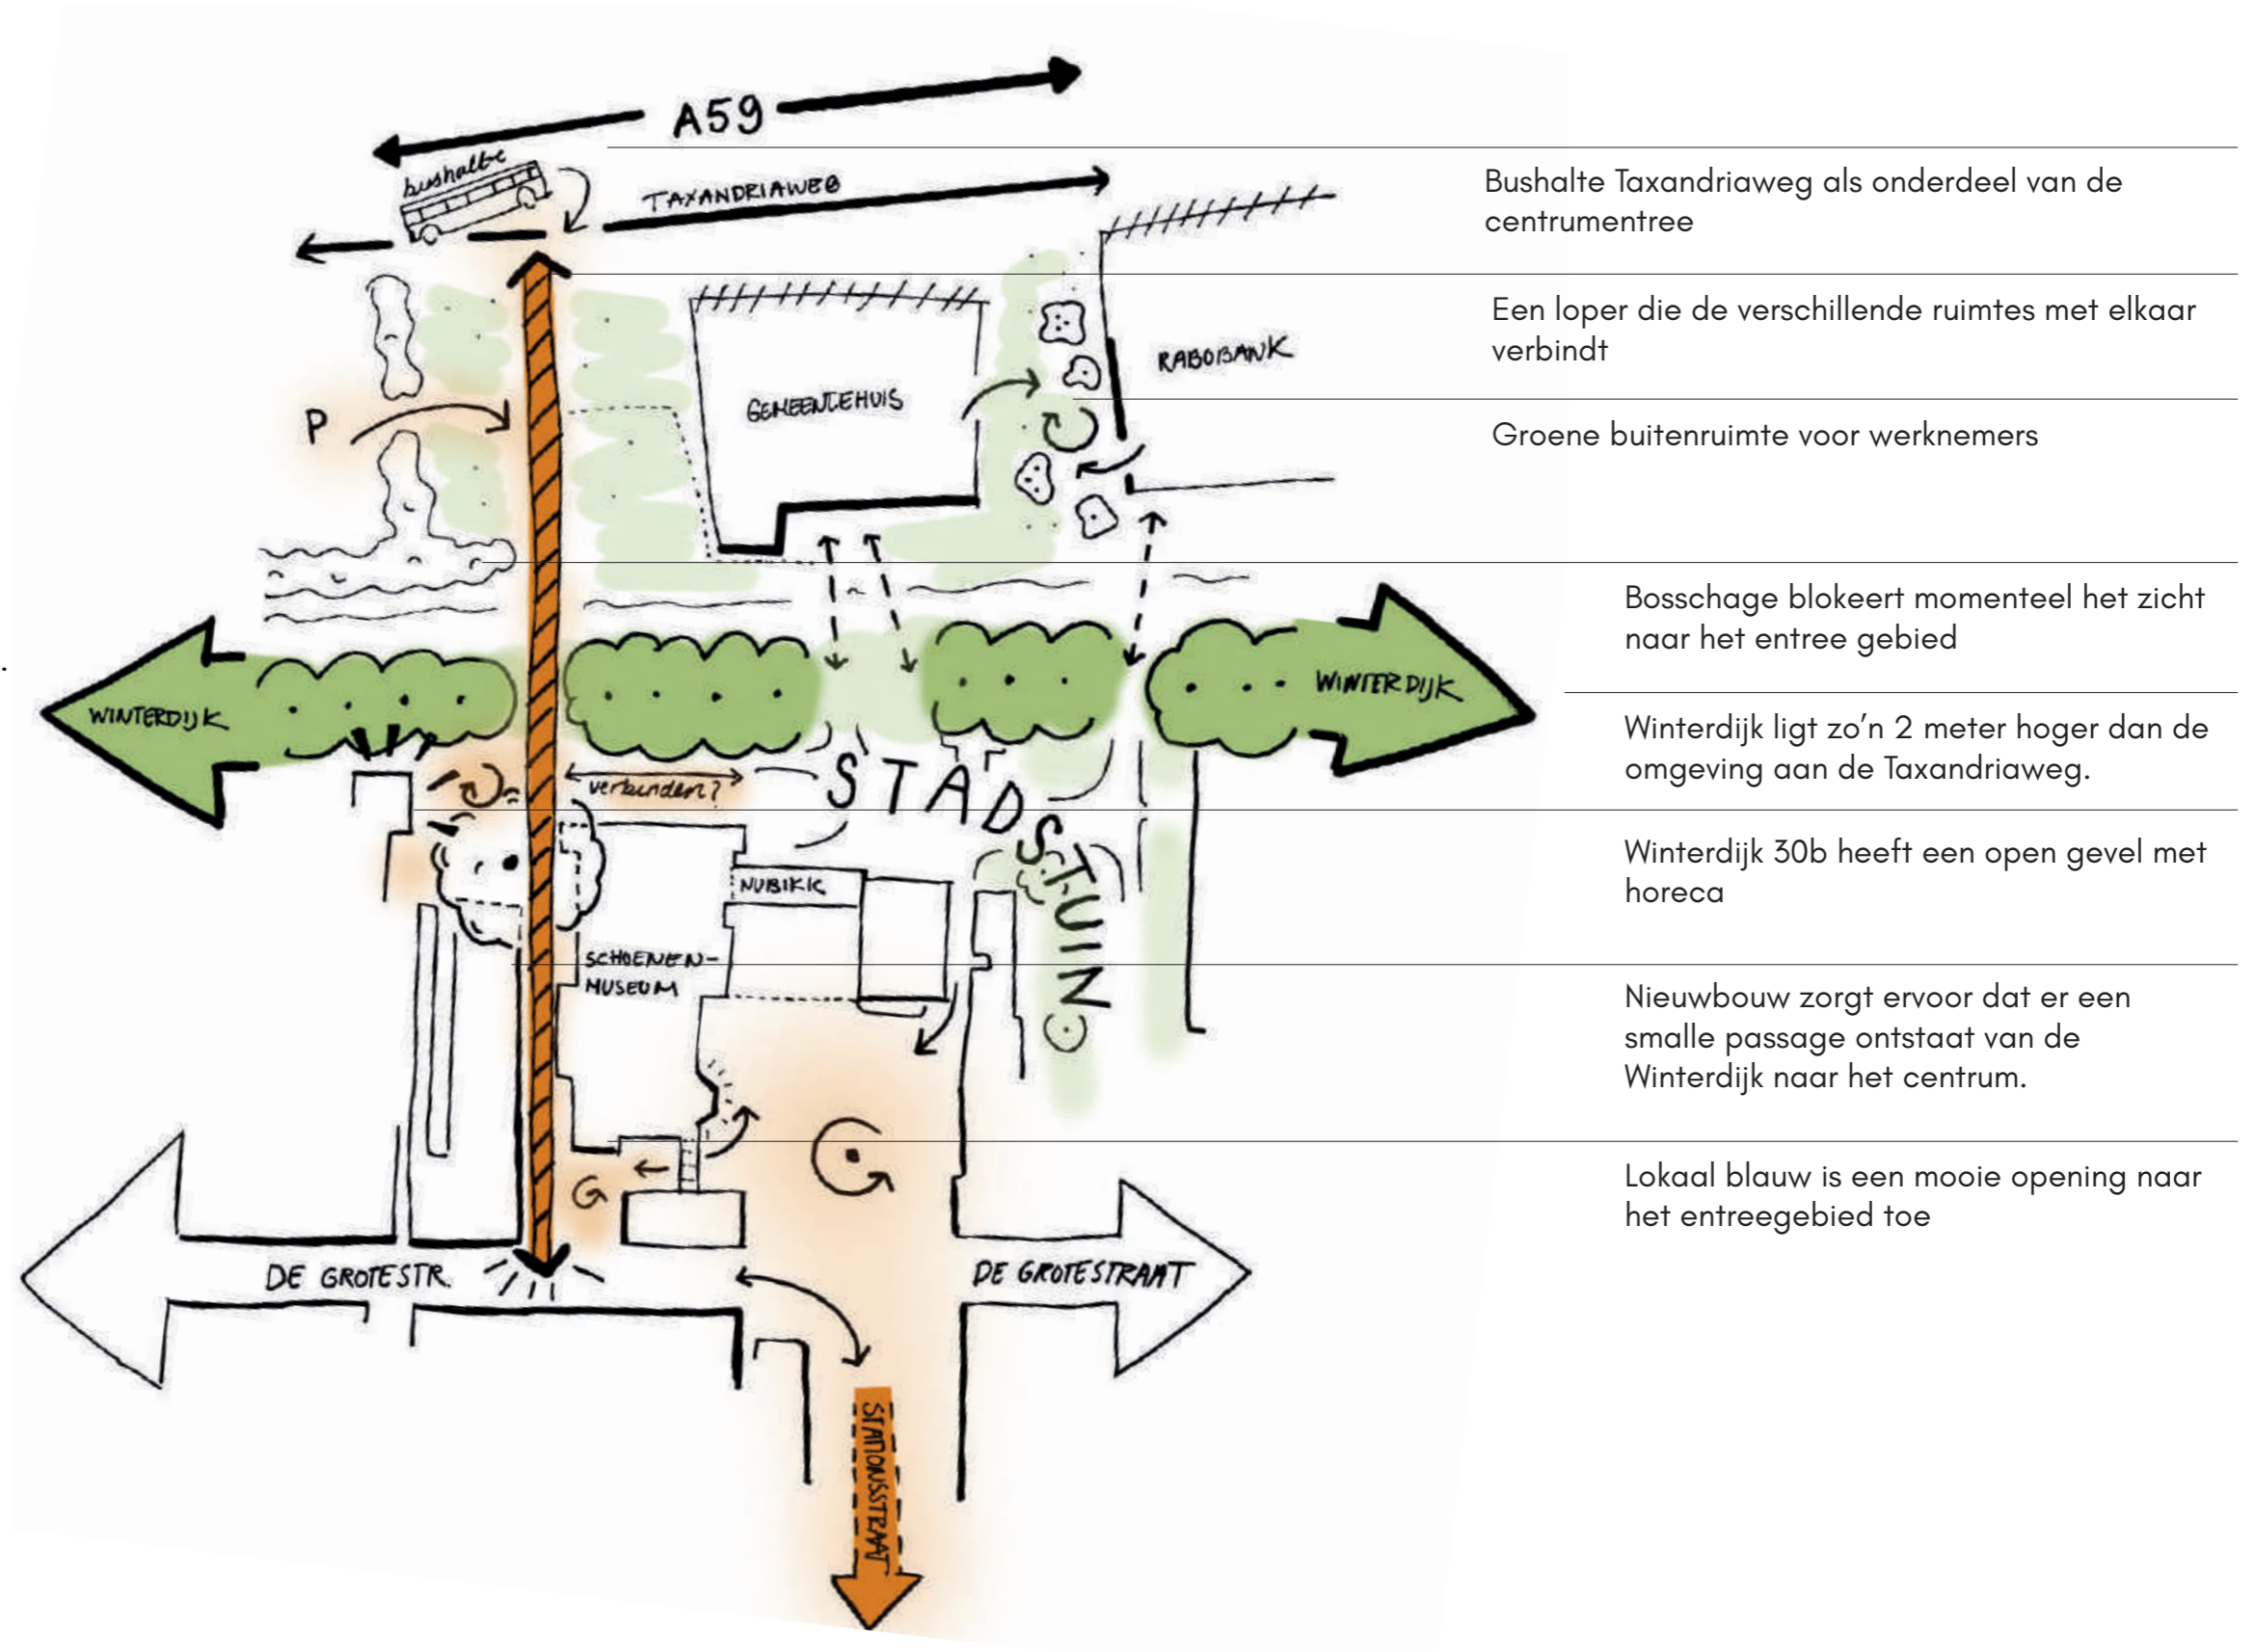 A59
bushalte
TAXANDRIAWEG
Bushalte Taxandriaweg als onderdeel van de
centrumentree
Een loper die de verschillende ruimtes met elkaar
verbindt
RABOBANK
GEMEENTEHUIS
P
Groene buitenruimte voor werknemers
Bosschage blokeert momenteel het zicht
naar het entree gebied
WINTERDIJK
WINTERDIJK
Winterdijk ligt zo'n 2 meter hoger dan de
omgeving aan de Taxandriaweg.
verbinden?
STADSTUIN
Winterdijk 30b heeft een open gevel met
horeca
NUBIKK
SCHOENEN-
MUSEUM
Nieuwbouw zorgt ervoor dat er een
smalle passage ontstaat van de
Winterdijk naar het centrum.
G
Lokaal blauw is een mooie opening naar
het entreegebied toe
DE GROTESTR.
DE GROTESTRAAT
STATIONSSTRAAT